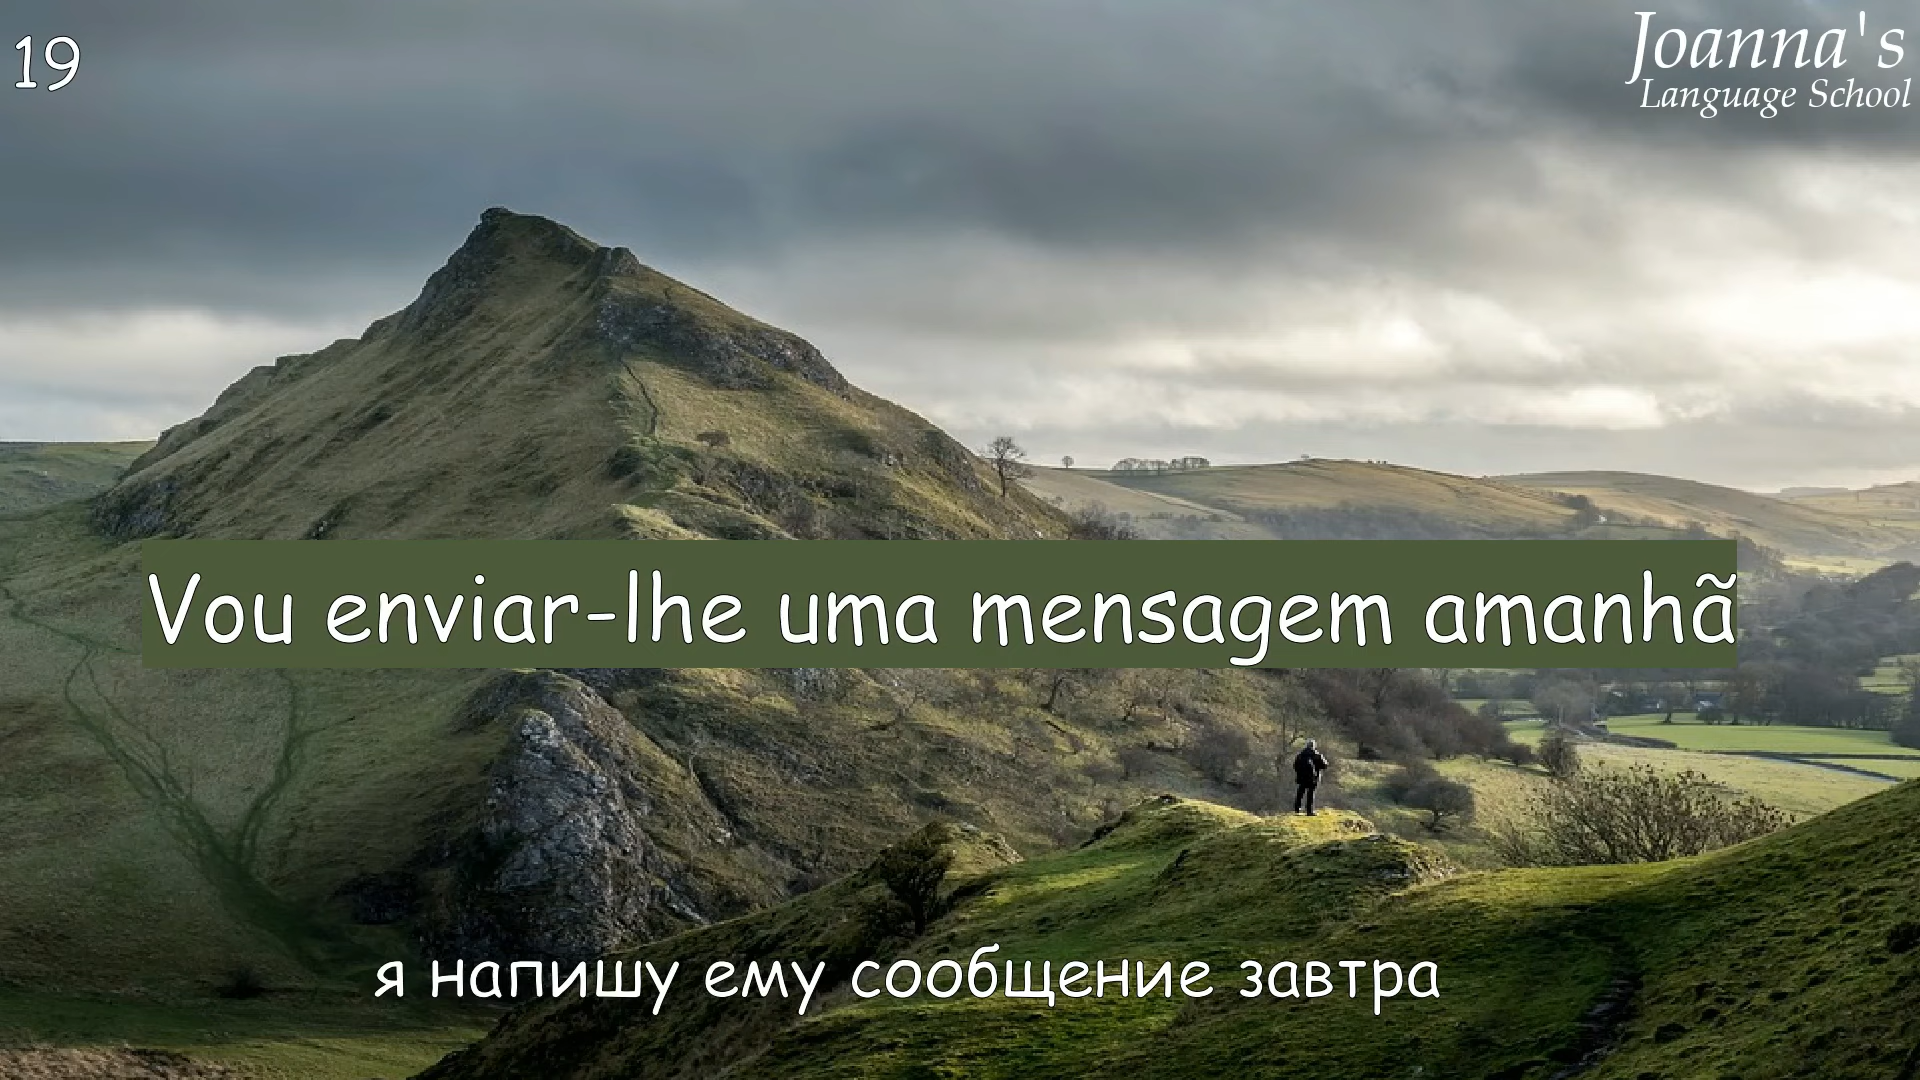 19
Joanna's
Language School
Vou enviar-lhe uma mensagem amanhã
я напишу ему сообщение завтра